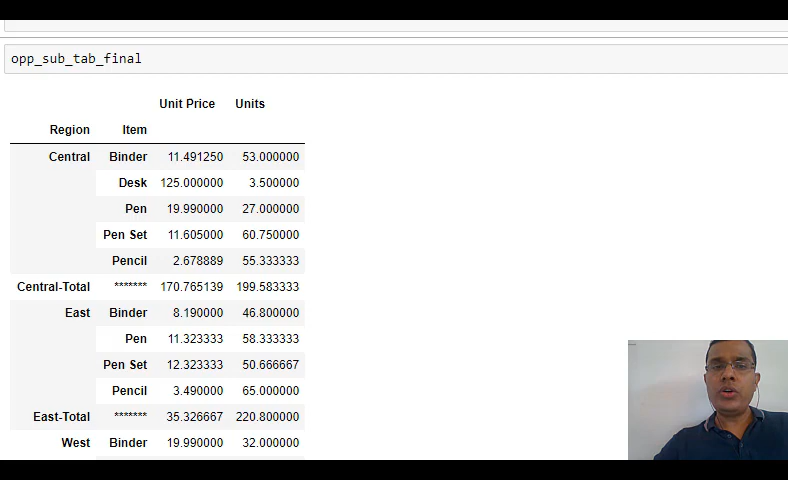 opp_sub_tab_final
Unit Price Units
Region Item
Central Binder 11.491250 53.000000
Desk 125.000000 3.500000
Pen 19.990000 27.000000
Pen Set 11.605000 60.750000
Pencil 2.678889 55.333333
Central-Total ******* 170.765139 199.583333
East Binder 8.190000 46.800000
Pen 11.323333 58.333333
Pen Set 12.323333 50.666667
Pencil 3.490000 65.000000
East-Total ******* 35.326667 220.800000
West Binder 19.990000 32.000000